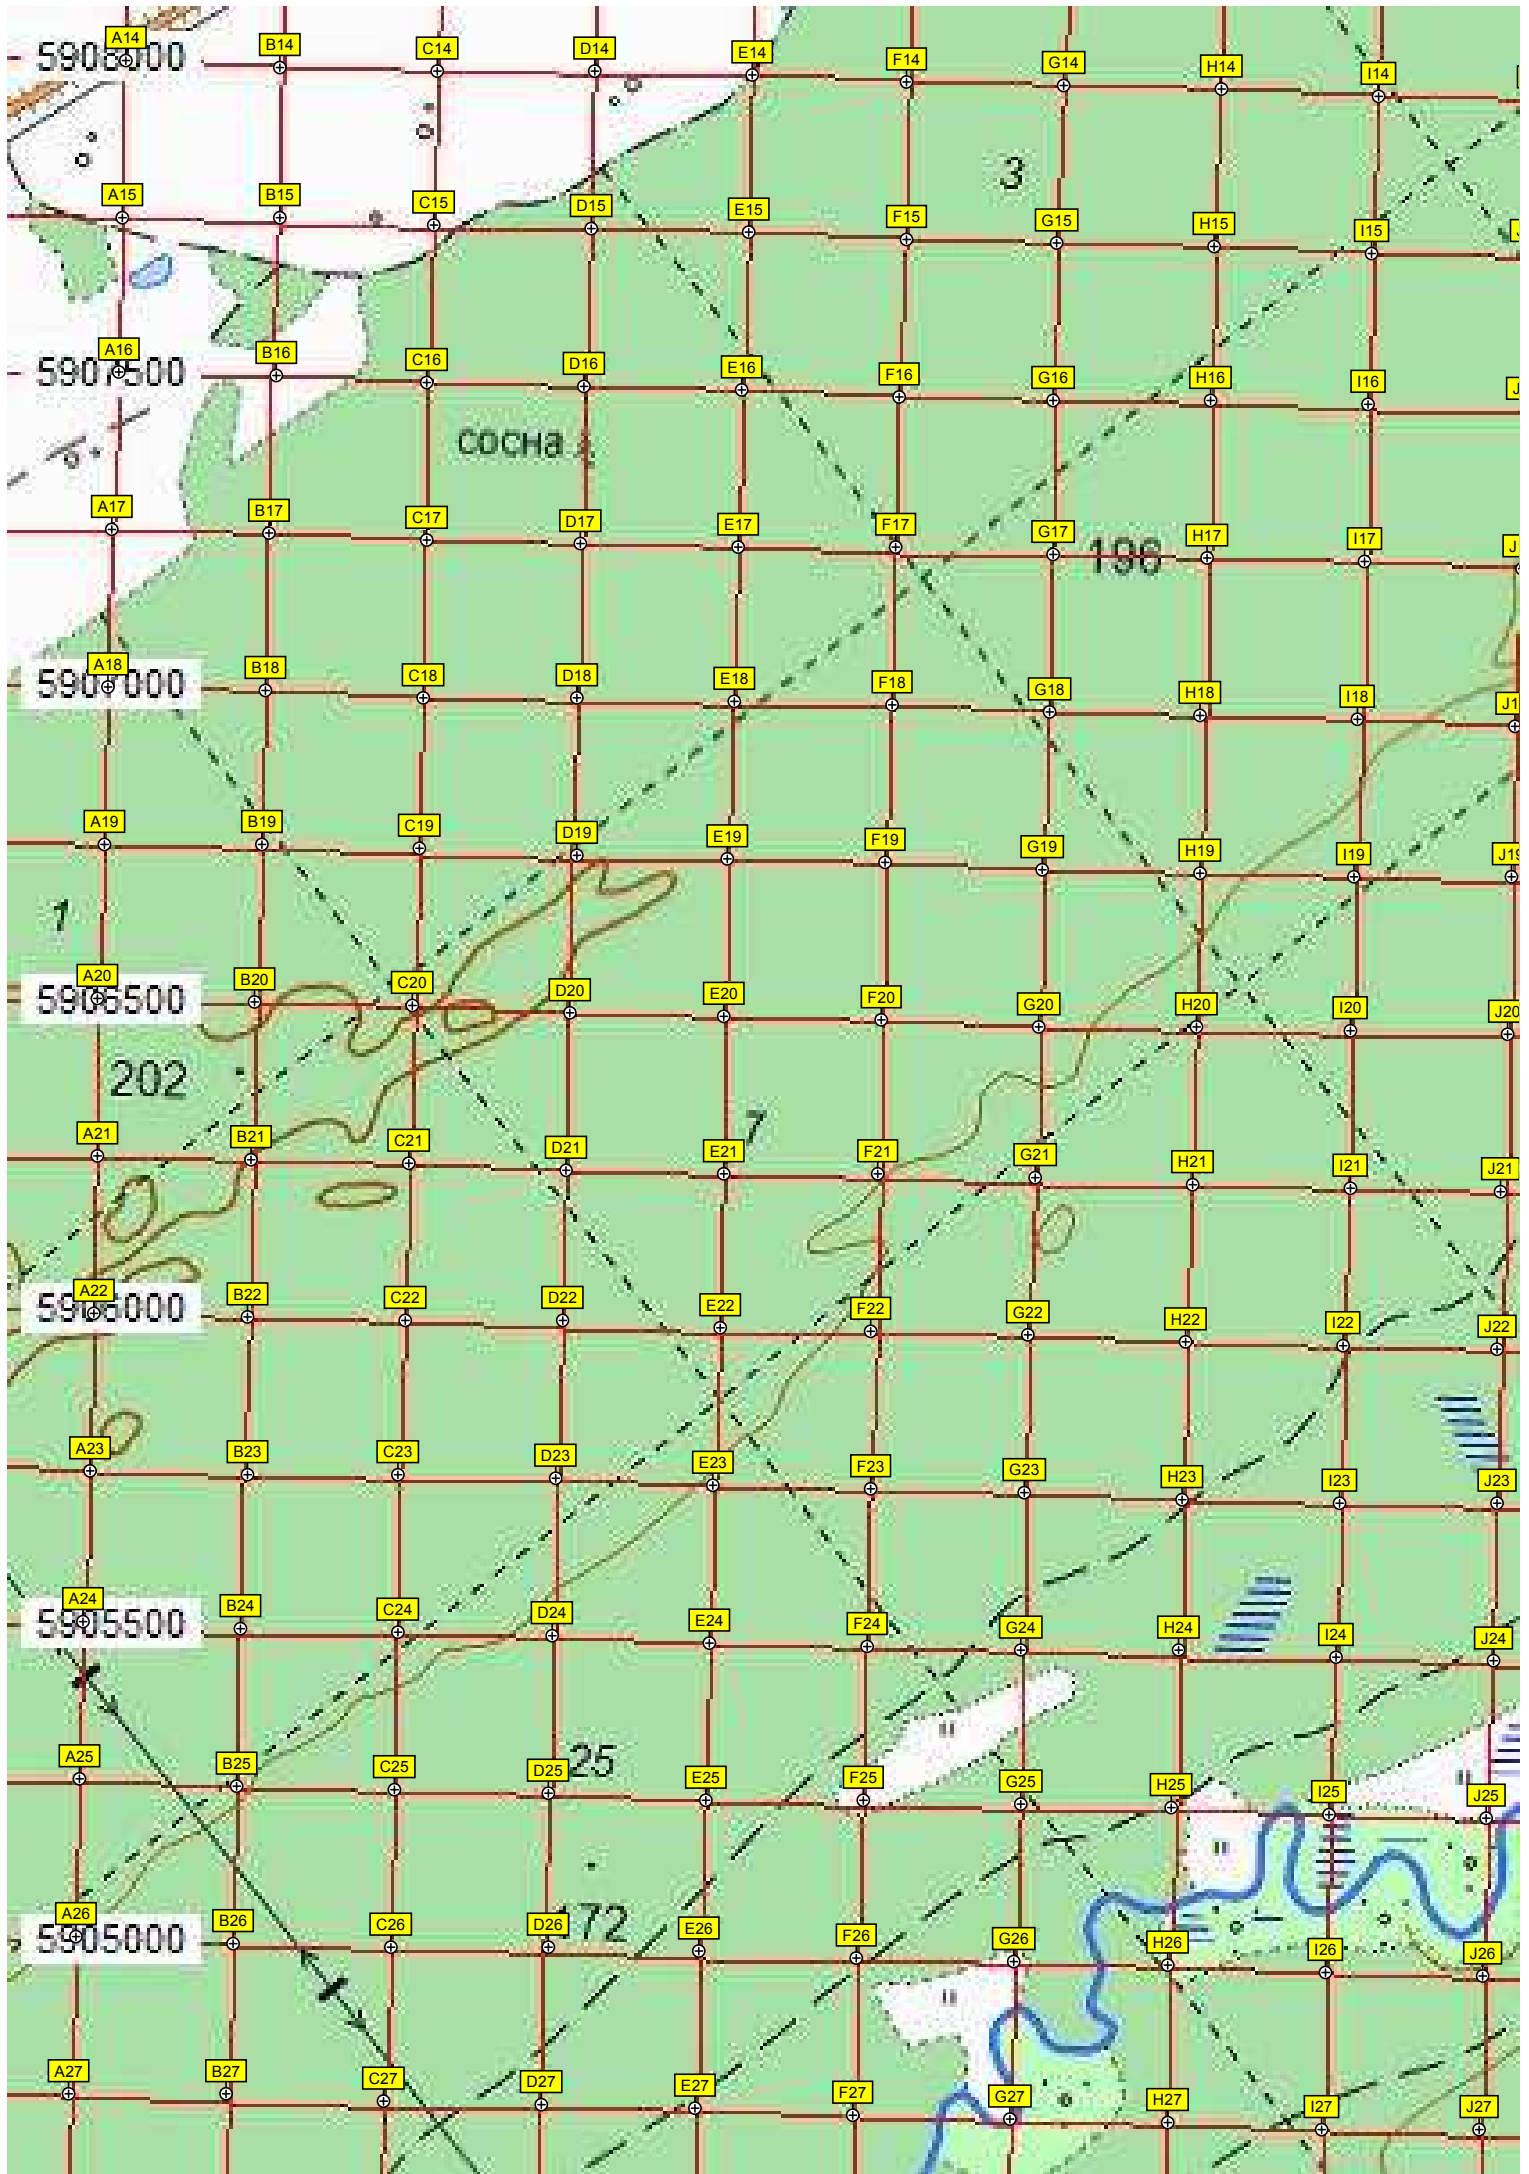 A14 B14 C14 D14 E14 F14 G14 H14 I14
5908000
3
A15 B15 C15 D15 E15 F15 G15 H15 I15
A16 B16 C16 D16 E16 F16 G16 H16 I16
5907500
сосна
A17 B17 C17 D17 E17 F17 G17 H17 I17
196
A18 B18 C18 D18 E18 F18 G18 H18 I18
5907000
A19 B19 C19 D19 E19 F19 G19 H19 I19 J19
1
A20 B20 C20 D20 E20 F20 G20 H20 I20 J20
5906500
202
7
A21 B21 C21 D21 E21 F21 G21 H21 I21 J21
A22 B22 C22 D22 E22 F22 G22 H22 I22 J22
5906000
A23 B23 C23 D23 E23 F23 G23 H23 I23 J23
A24 B24 C24 D24 E24 F24 G24 H24 I24 J24
5905500
A25 B25 C25 D25 E25 F25 G25 H25 I25 J25
25
A26 B26 C26 D26 E26 F26 G26 H26 I26 J26
172
5905000
A27 B27 C27 D27 E27 F27 G27 H27 I27 J27